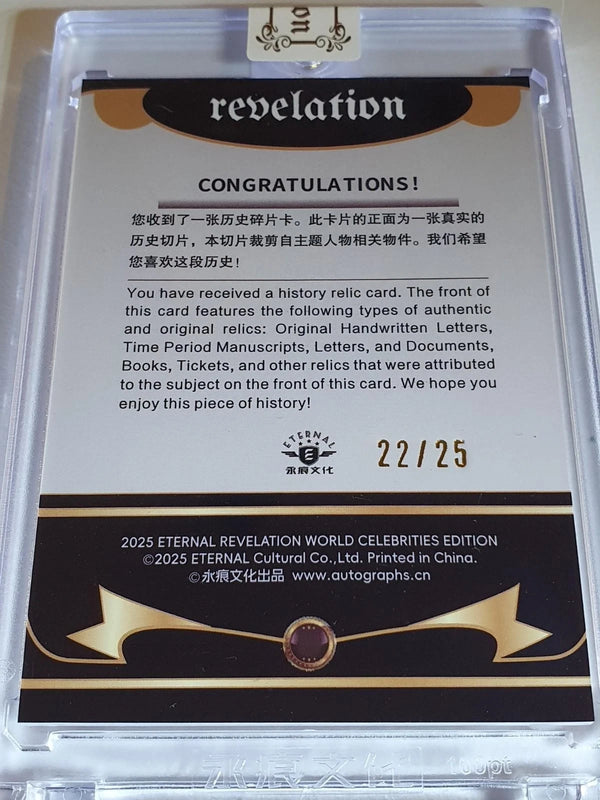 on
revelation
CONGRATULATIONS!
您收到了一张历史碎片卡。此卡片的正面为一张真实的
历史切片，本切片裁剪自主题人物相关物件。我们希望
您喜欢这段历史!
You have received a history relic card. The front of
this card features the following types of authentic
and original relics: Original Handwritten Letters,
Time Period Manuscripts, Letters, and Documents,
Books, Tickets, and other relics that were attributed
to the subject on the front of this card. We hope you
enjoy this piece of history!
ETERNAL
永痕文化
22/25
2025 ETERNAL REVELATION WORLD CELEBRITIES EDITION
©2025 ETERNAL Cultural Co.,Ltd. Printed in China.
©永痕文化出品 www.autographs.cn
永痕文化 100pt